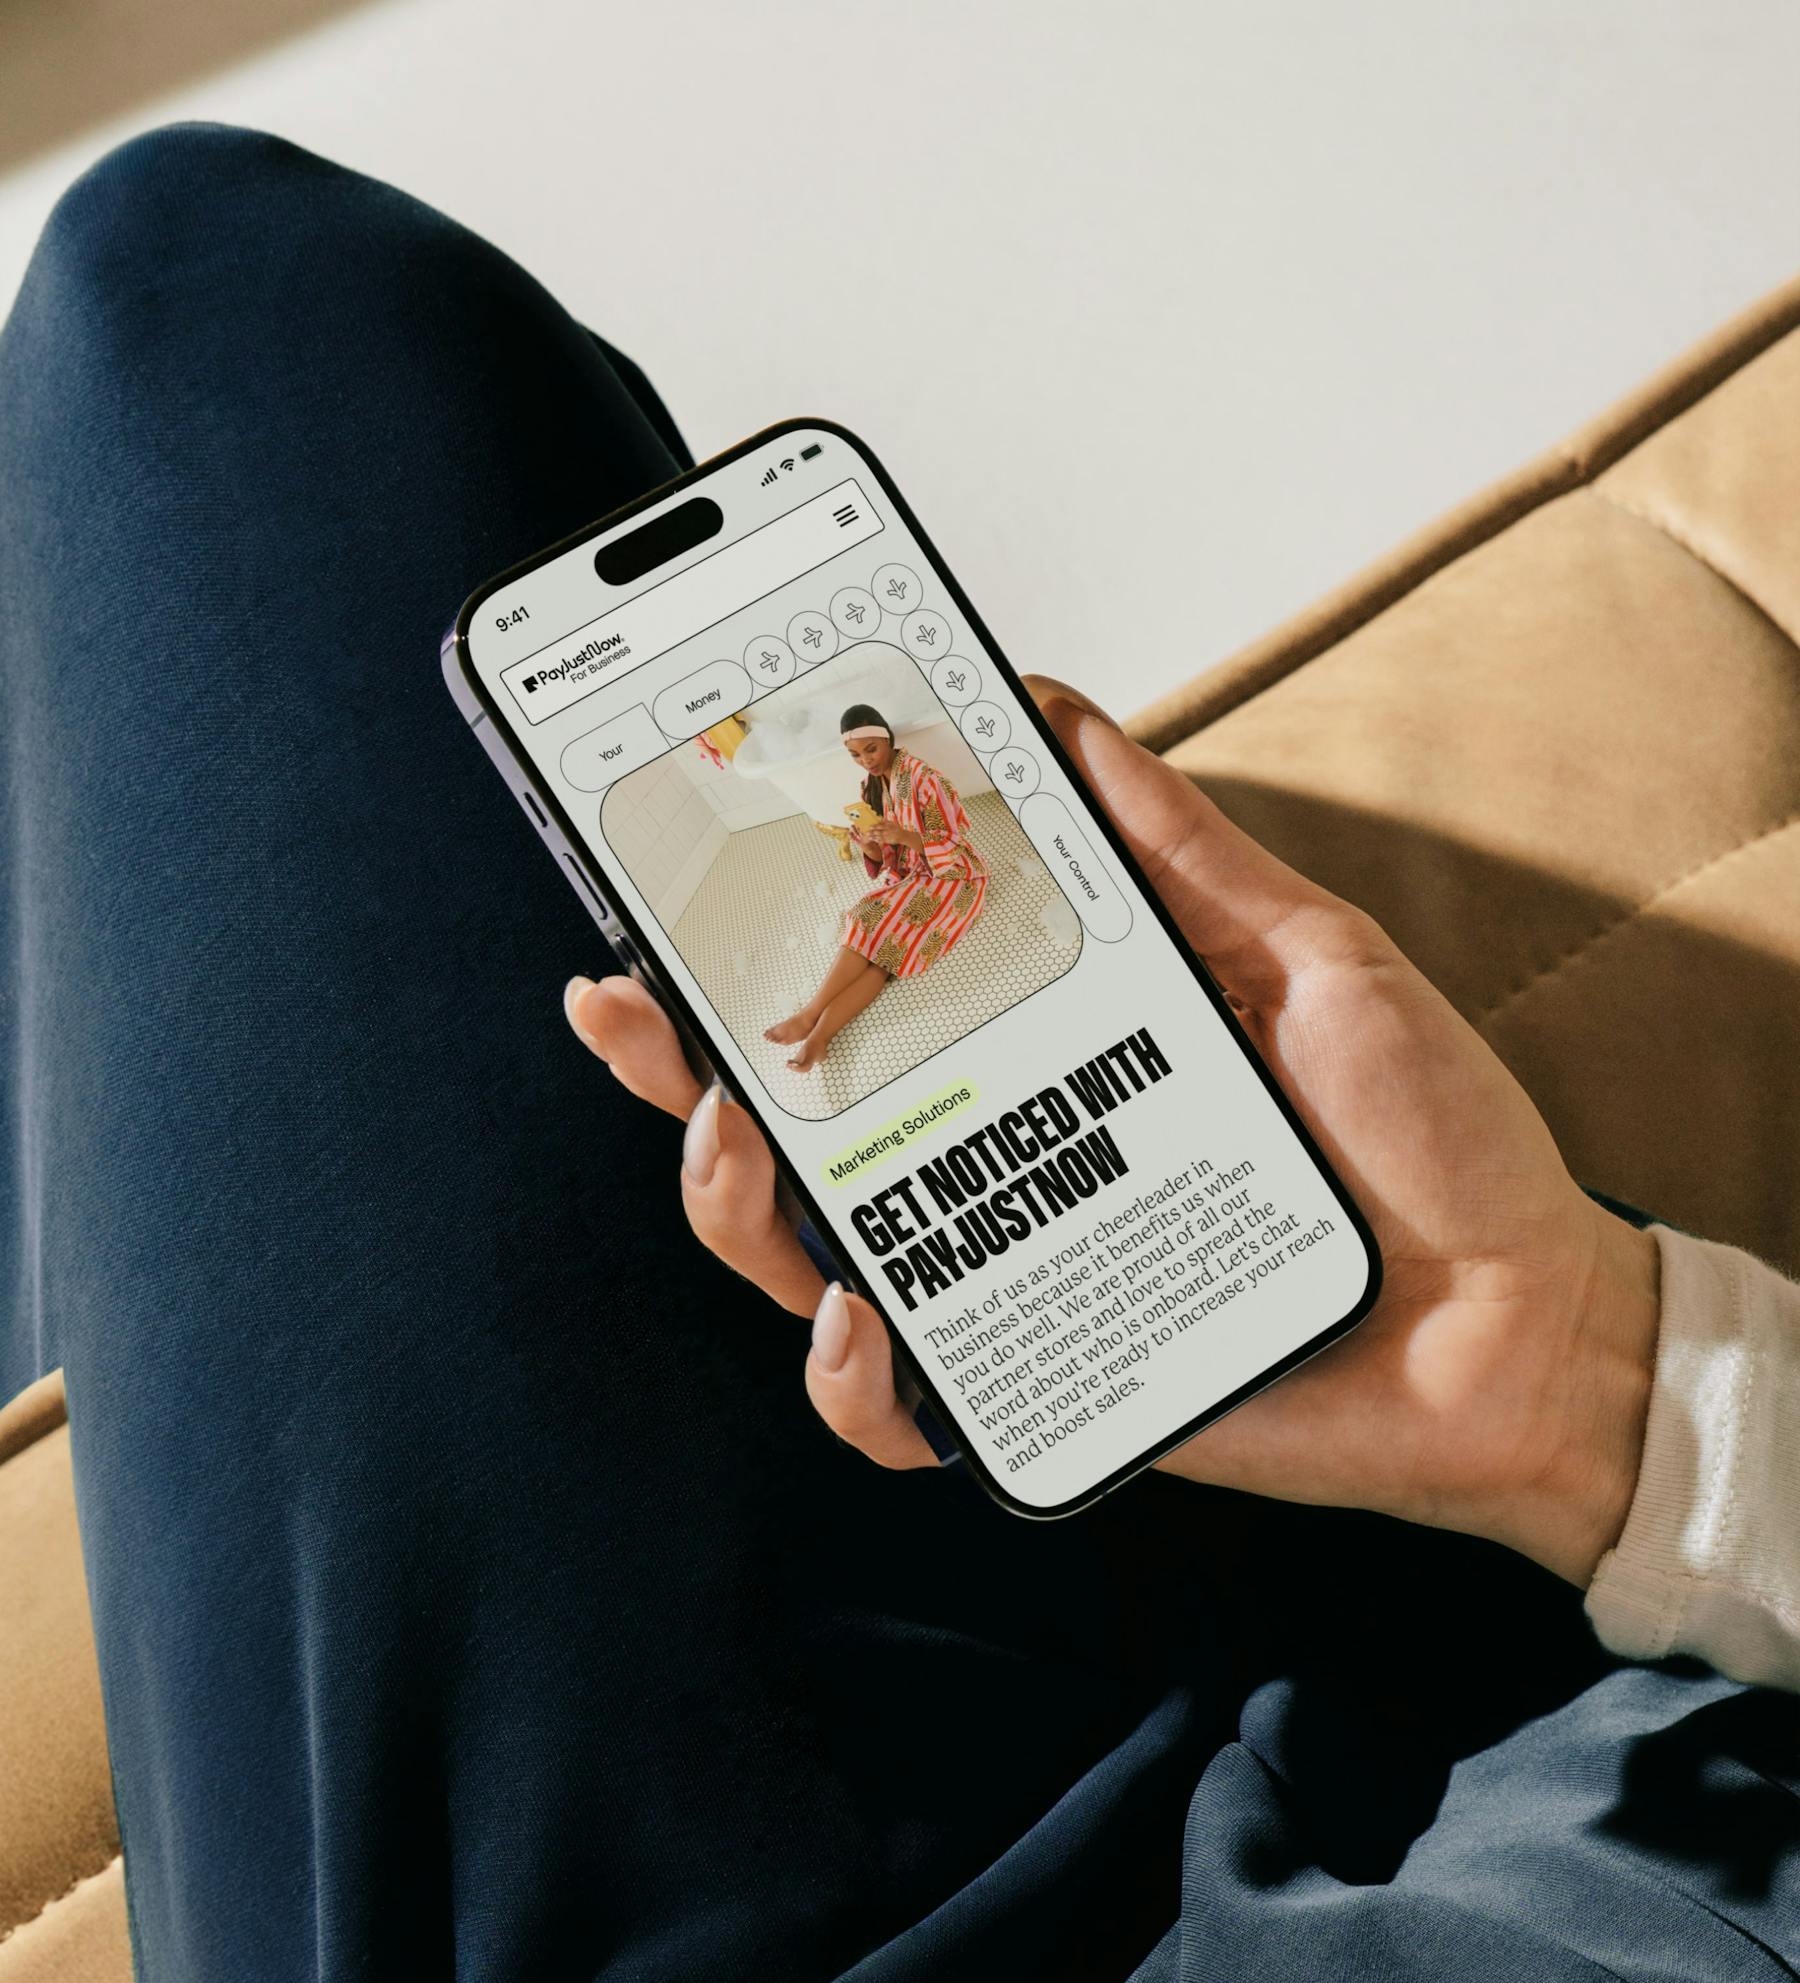 9:41
PayJustNow.
For Business
Your
Money
Your Control
Marketing Solutions
GET NOTICED WITH
PAYJUSTNOW
Think of us as your cheerleader in
business because it benefits us when
you do well. We are proud of all our
partner stores and love to spread the
word about who is onboard. Let's chat
when you're ready to increase your reach
and boost sales.